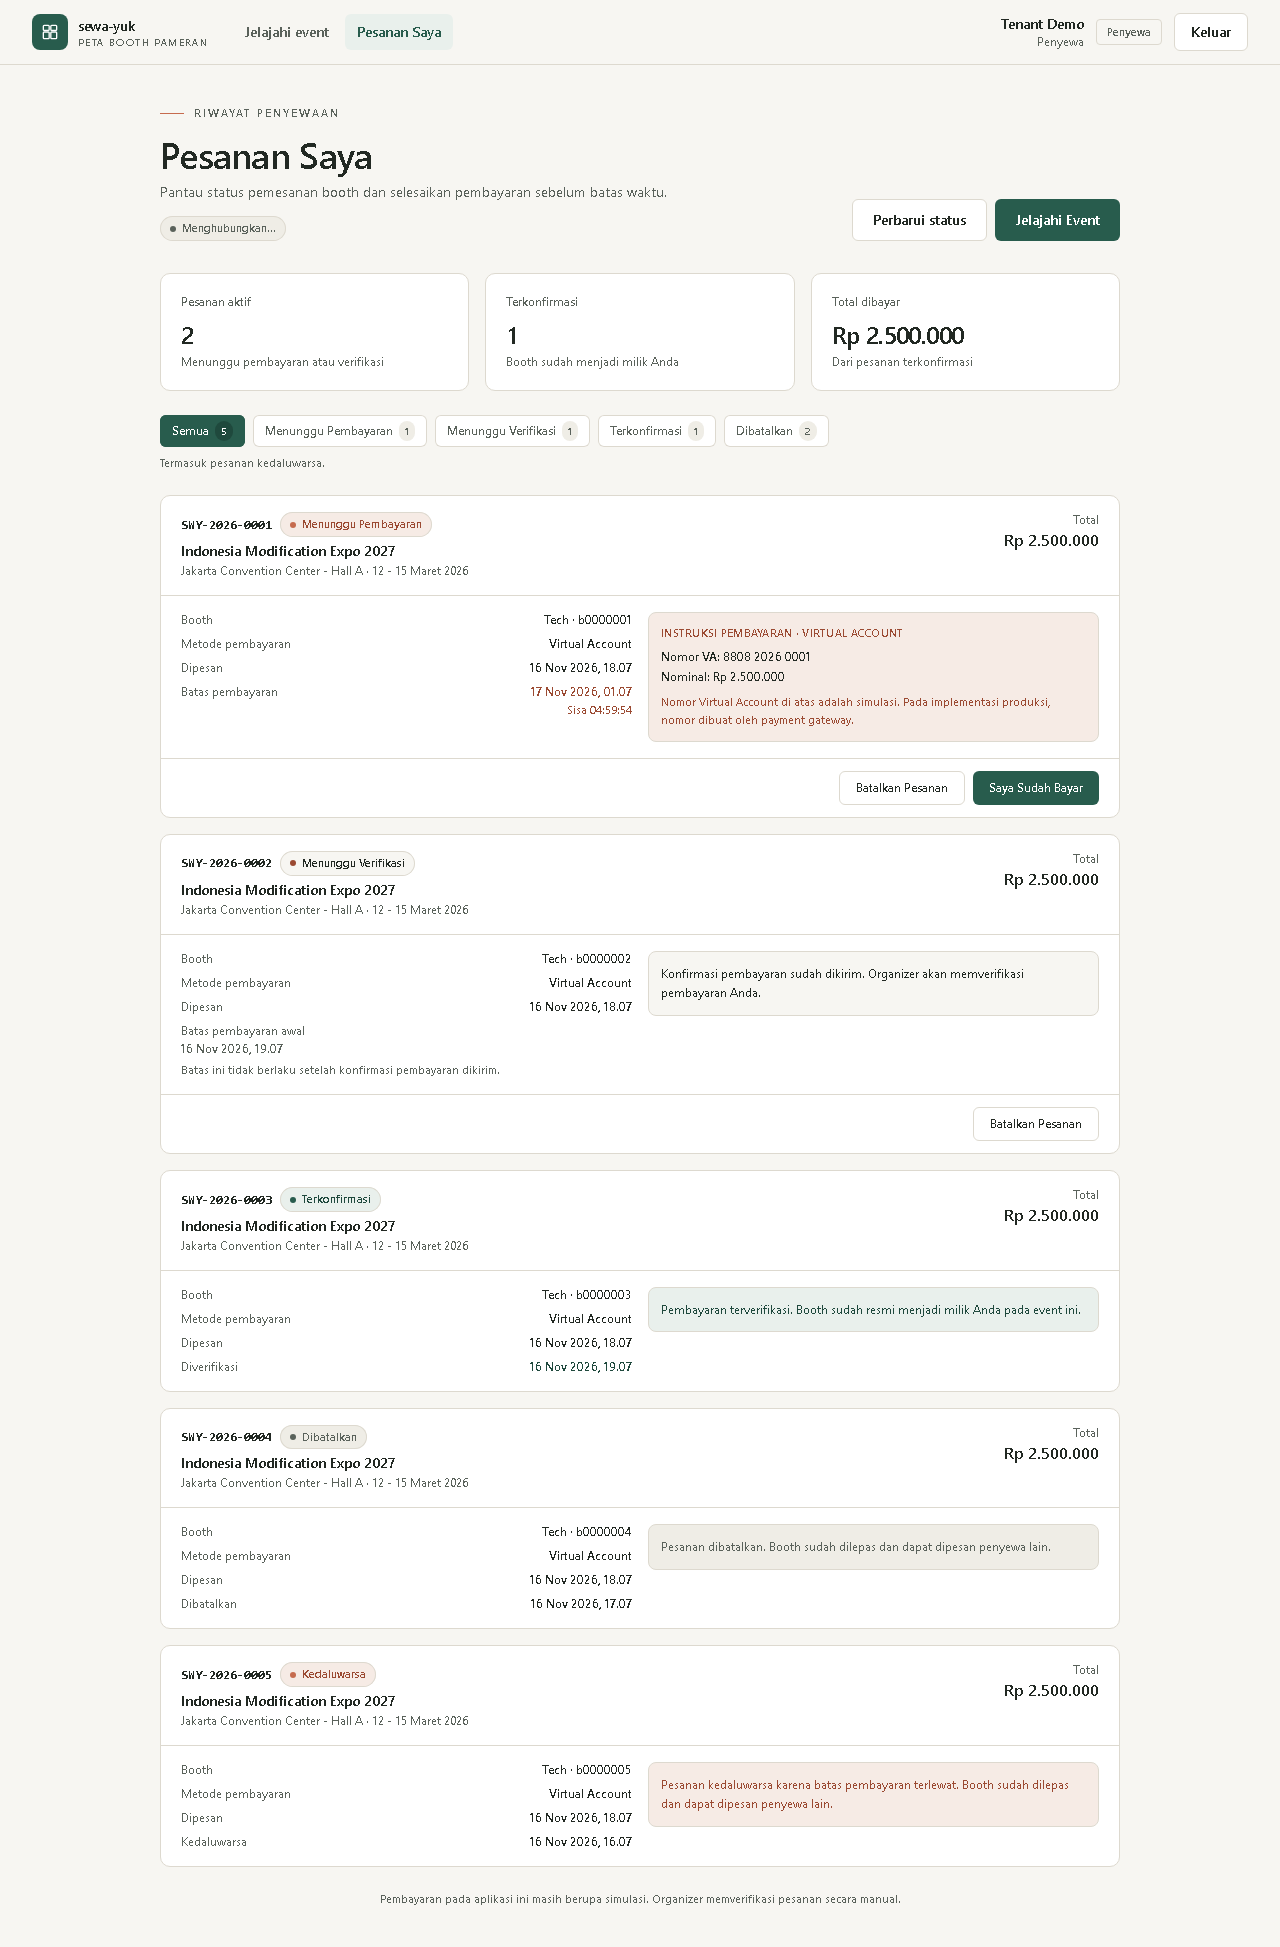 sewa-yuk
PETA BOOTH PAMERAN
Jelajahi event
Pesanan Saya
Tenant Demo
Penyewa
Penyewa
Keluar
RIWAYAT PENYEWAAN
Pesanan Saya
Pantau status pemesanan booth dan selesaikan pembayaran sebelum batas waktu.
Menghubungkan...
Perbarui status
Jelajahi Event
Pesanan aktif
2
Menunggu pembayaran atau verifikasi
Terkonfirmasi
1
Booth sudah menjadi milik Anda
Total dibayar
Rp 2.500.000
Dari pesanan terkonfirmasi
Semua 5
Menunggu Pembayaran 1
Menunggu Verifikasi 1
Terkonfirmasi 1
Dibatalkan 2
Termasuk pesanan kedaluwarsa.
SWY-2026-0001 Menunggu Pembayaran
Indonesia Modification Expo 2027
Jakarta Convention Center - Hall A · 12 - 15 Maret 2026
Total
Rp 2.500.000
Booth Tech · b0000001
Metode pembayaran Virtual Account
Dipesan 16 Nov 2026, 18.07
Batas pembayaran 17 Nov 2026, 01.07
Sisa 04:59:54
INSTRUKSI PEMBAYARAN · VIRTUAL ACCOUNT
Nomor VA: 8808 2026 0001
Nominal: Rp 2.500.000
Nomor Virtual Account di atas adalah simulasi. Pada implementasi produksi,
nomor dibuat oleh payment gateway.
Batalkan Pesanan
Saya Sudah Bayar
SWY-2026-0002 Menunggu Verifikasi
Indonesia Modification Expo 2027
Jakarta Convention Center - Hall A · 12 - 15 Maret 2026
Total
Rp 2.500.000
Booth Tech · b0000002
Metode pembayaran Virtual Account
Dipesan 16 Nov 2026, 18.07
Batas pembayaran awal
16 Nov 2026, 19.07
Batas ini tidak berlaku setelah konfirmasi pembayaran dikirim.
Konfirmasi pembayaran sudah dikirim. Organizer akan memverifikasi
pembayaran Anda.
Batalkan Pesanan
SWY-2026-0003 Terkonfirmasi
Indonesia Modification Expo 2027
Jakarta Convention Center - Hall A · 12 - 15 Maret 2026
Total
Rp 2.500.000
Booth Tech · b0000003
Metode pembayaran Virtual Account
Dipesan 16 Nov 2026, 18.07
Diverifikasi 16 Nov 2026, 19.07
Pembayaran terverifikasi. Booth sudah resmi menjadi milik Anda pada event ini.
SWY-2026-0004 Dibatalkan
Indonesia Modification Expo 2027
Jakarta Convention Center - Hall A · 12 - 15 Maret 2026
Total
Rp 2.500.000
Booth Tech · b0000004
Metode pembayaran Virtual Account
Dipesan 16 Nov 2026, 18.07
Dibatalkan 16 Nov 2026, 17.07
Pesanan dibatalkan. Booth sudah dilepas dan dapat dipesan penyewa lain.
SWY-2026-0005 Kedaluwarsa
Indonesia Modification Expo 2027
Jakarta Convention Center - Hall A · 12 - 15 Maret 2026
Total
Rp 2.500.000
Booth Tech · b0000005
Metode pembayaran Virtual Account
Dipesan 16 Nov 2026, 18.07
Kedaluwarsa 16 Nov 2026, 16.07
Pesanan kedaluwarsa karena batas pembayaran terlewat. Booth sudah dilepas
dan dapat dipesan penyewa lain.
Pembayaran pada aplikasi ini masih berupa simulasi. Organizer memverifikasi pesanan secara manual.